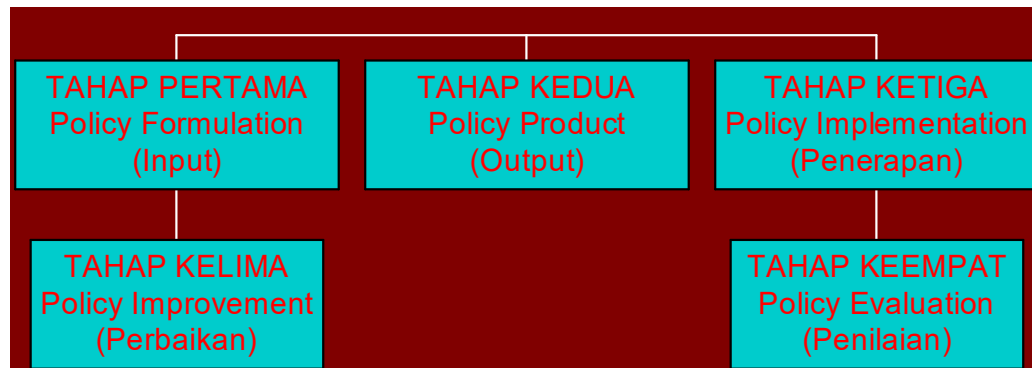 TAHAP PERTAMA
Policy Formulation
(Input)
TAHAP KEDUA
Policy Product
(Output)
TAHAP KETIGA
Policy Implementation
(Penerapan)
TAHAP KELIMA
Policy Improvement
(Perbaikan)
TAHAP KEEMPAT
Policy Evaluation
(Penilaian)